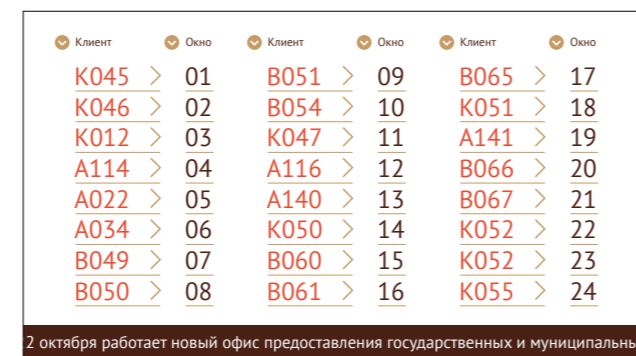 Клиент Окно Клиент Окно Клиент Окно
К045 01 В051 09 В065 17
К046 02 В054 10 К051 18
К012 03 К047 11 А141 19
А114 04 А116 12 В066 20
А022 05 А140 13 В067 21
А034 06 К050 14 К052 22
В049 07 В060 15 К052 23
В050 08 В061 16 К055 24
2 октября работает новый офис предоставления государственных и муниципальн